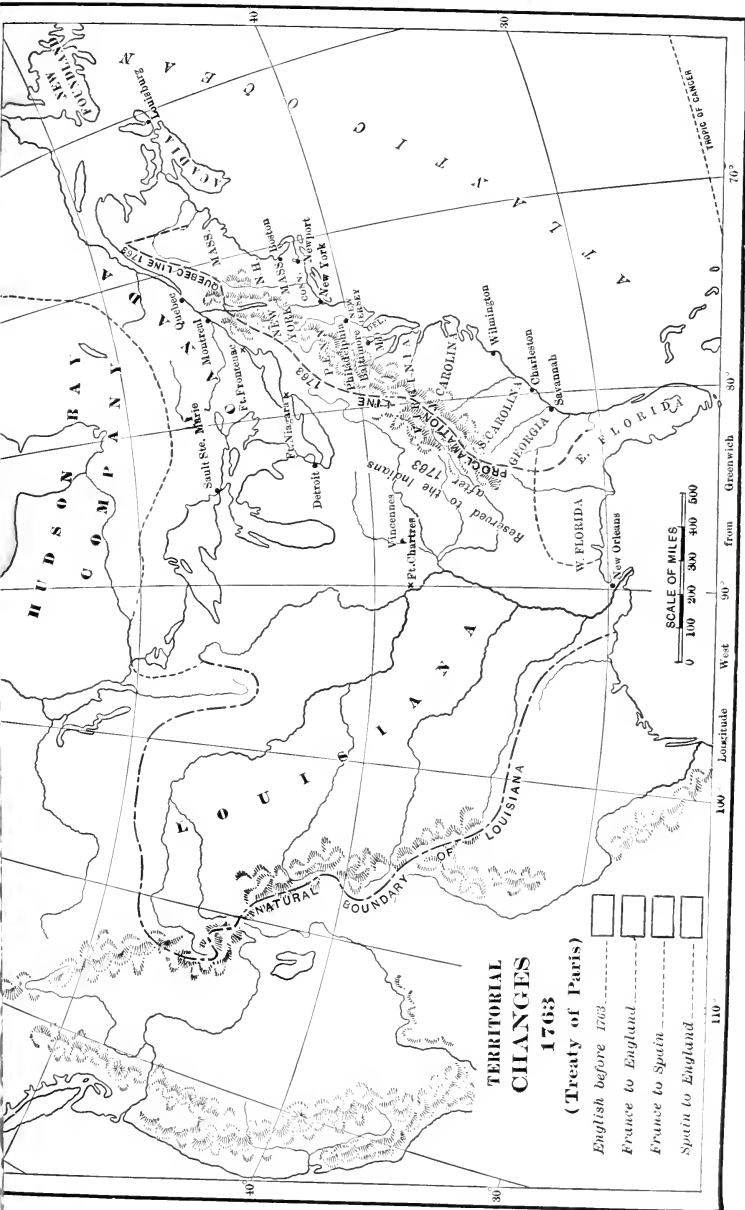 TERRITORIAL
CHANGES
1763
(Treaty of Paris)
English before 1763
France to England
France to Spain
Spain to England
HUDSON BAY
COMPANY
CANADA
NEW
FOUNDLAND
Louisburg
ACADIA
QUEBEC LINE 1763
Quebec
Montreal
MASS.
N.H.
MASS.
Boston
CONN.
Newport
NEW
YORK
New York
Sault Ste. Marie
Ft. Frontenac
Ft. Niagara
Detroit
PROCLAMATION LINE 1763
Philadelphia
NEW
JERSEY
Baltimore
DEL.
Md.
VIRGINIA
CAROLINA
Wilmington
S. CAROLINA
Charleston
GEORGIA
Savannah
Reserved to the Indians
after 1763
Vincennes
Ft. Chartres
W. FLORIDA
E. FLORIDA
New Orleans
LOUISIANA
NATURAL BOUNDARY OF LOUISIANA
ATLANTIC OCEAN
TROPIC OF CANCER
SCALE OF MILES
0 100 200 300 400 500
Longitude West from Greenwich
110°
100°
90°
80°
70°
40°
30°
40
30